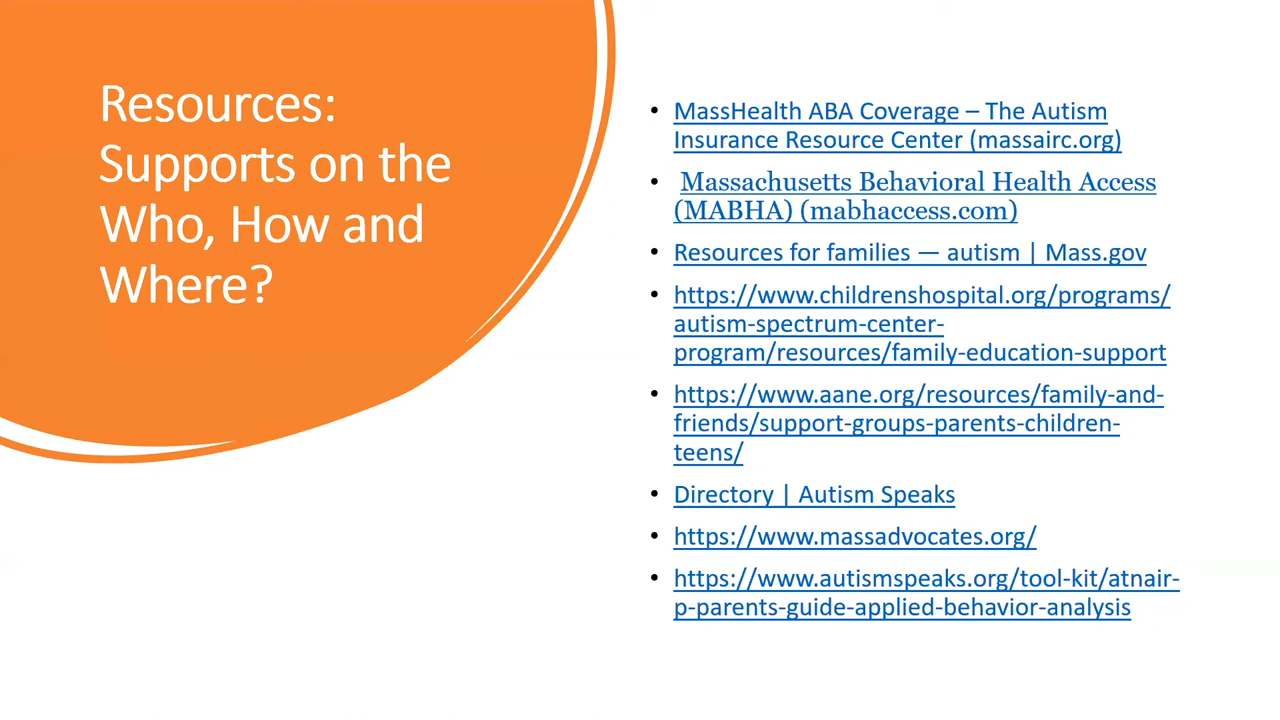 Resources:
Supports on the
Who, How and
Where?
• MassHealth ABA Coverage – The Autism
Insurance Resource Center (massairc.org)
• Massachusetts Behavioral Health Access
(MABHA) (mabhaccess.com)
• Resources for families — autism | Mass.gov
• https://www.childrenshospital.org/programs/
autism-spectrum-center-
program/resources/family-education-support
• https://www.aane.org/resources/family-and-
friends/support-groups-parents-children-
teens/
• Directory | Autism Speaks
• https://www.massadvocates.org/
• https://www.autismspeaks.org/tool-kit/atnair-
p-parents-guide-applied-behavior-analysis